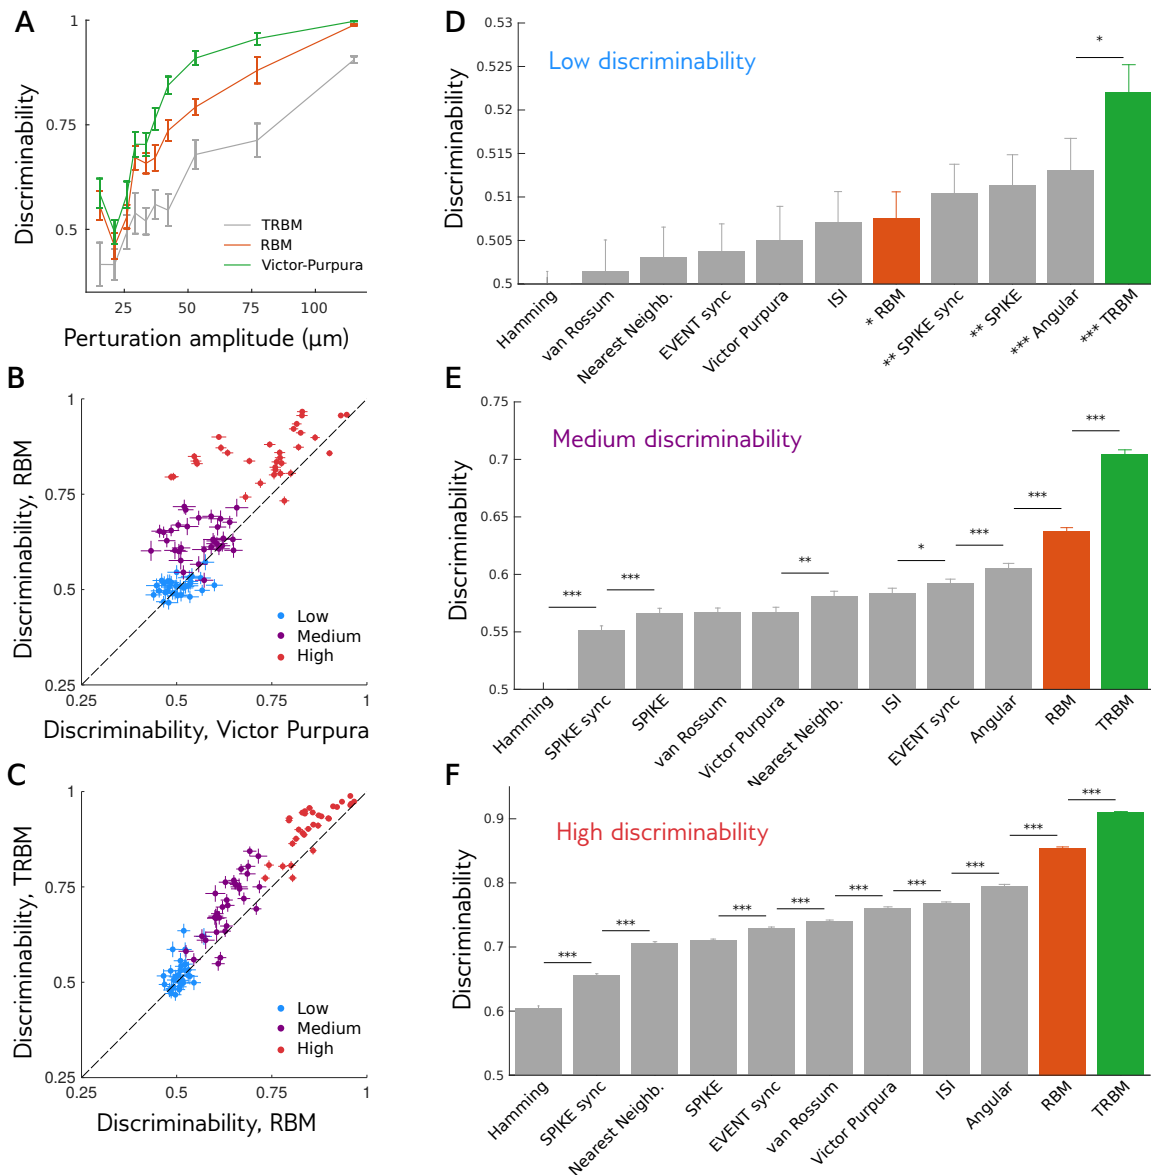 A
1
0.75
0.5
Discriminability
TRBM
RBM
Victor-Purpura
25
50
75
100
Perturation amplitude (μm)
B
1
0.75
0.5
0.25
Discriminability, RBM
Low
Medium
High
0.25
0.5
0.75
1
Discriminability, Victor Purpura
C
1
0.75
0.5
0.25
Discriminability, TRBM
Low
Medium
High
0.25
0.5
0.75
1
Discriminability, RBM
D
0.53
0.525
0.52
0.515
0.51
0.505
0.5
Discriminability
Low discriminability
*
Hamming
van Rossum
Nearest Neighb.
EVENT sync
Victor Purpura
ISI
* RBM
** SPIKE sync
** SPIKE
*** Angular
*** TRBM
E
0.75
0.7
0.65
0.6
0.55
0.5
Discriminability
Medium discriminability
***
***
**
*
***
***
***
Hamming
SPIKE sync
SPIKE
van Rossum
Victor Purpura
Nearest Neighb.
ISI
EVENT sync
Angular
RBM
TRBM
F
0.9
0.8
0.7
0.6
0.5
Discriminability
High discriminability
***
***
***
***
***
***
***
***
***
Hamming
SPIKE sync
Nearest Neighb.
SPIKE
EVENT sync
van Rossum
Victor Purpura
ISI
Angular
RBM
TRBM